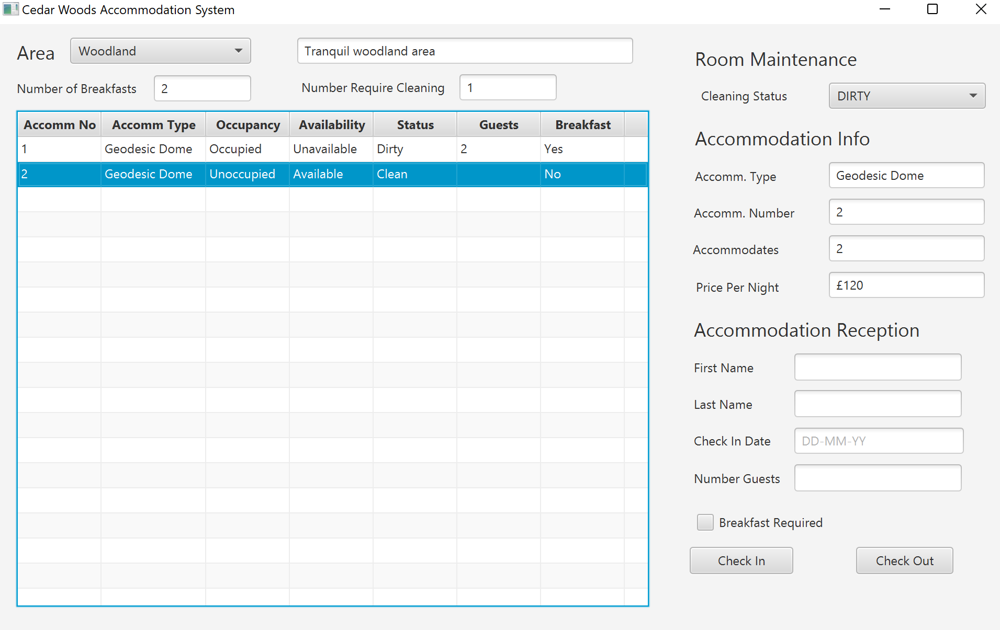 Cedar Woods Accommodation System
Area
Woodland
Tranquil woodland area
Number of Breakfasts
2
Number Require Cleaning
1
Accomm No Accomm Type Occupancy Availability Status Guests Breakfast
1 Geodesic Dome Occupied Unavailable Dirty 2 Yes
2 Geodesic Dome Unoccupied Available Clean No
Room Maintenance
Cleaning Status DIRTY
Accommodation Info
Accomm. Type Geodesic Dome
Accomm. Number 2
Accommodates 2
Price Per Night £120
Accommodation Reception
First Name
Last Name
Check In Date DD-MM-YY
Number Guests
Breakfast Required
Check In Check Out